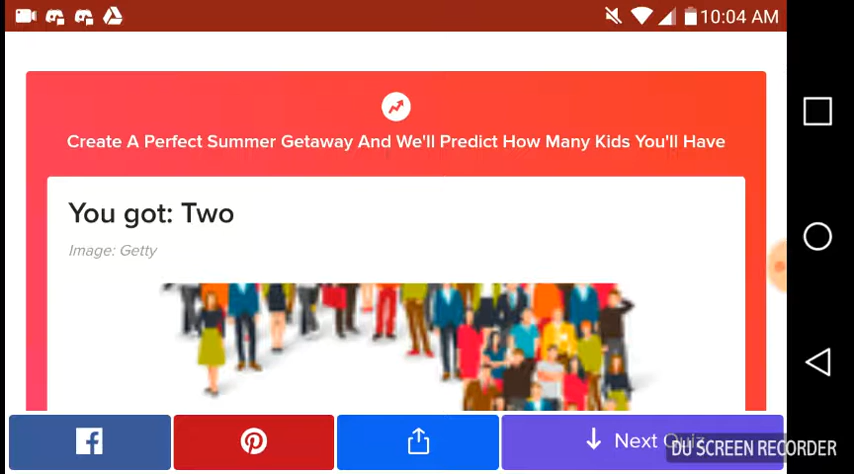 10:04 AM
Create A Perfect Summer Getaway And We'll Predict How Many Kids You'll Have
You got: Two
Image: Getty
Next Quiz
DU SCREEN RECORDER